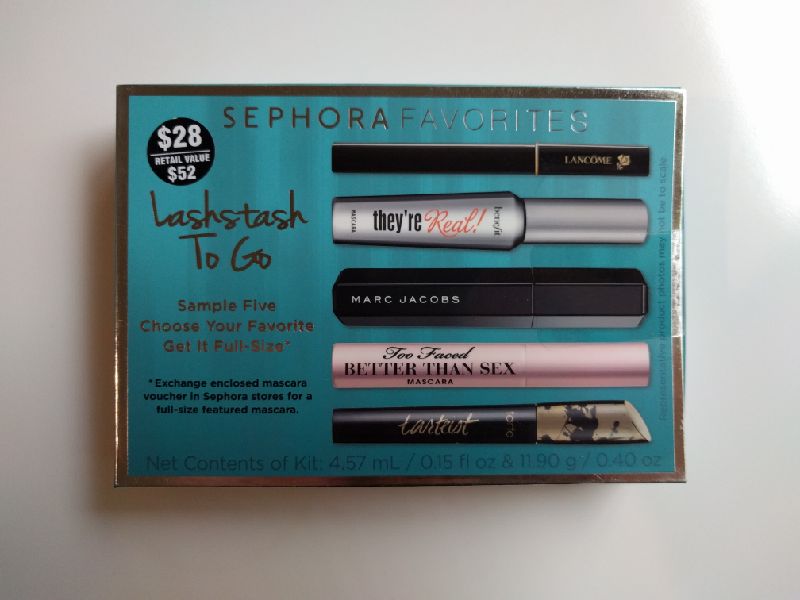 SEPHORA FAVORITES
$28
RETAIL VALUE
$52
Lashstash
To Go
Sample Five
Choose Your Favorite
Get It Full-Size*
*Exchange enclosed mascara
voucher in Sephora stores for a
full-size featured mascara.
LANCÔME
MASCARA
they're Real!
benefit
MARC JACOBS
Too Faced
BETTER THAN SEX
MASCARA
tarteist
tarte
Representative product photos may not be to scale
Net Contents of Kit: 4.57 mL / 0.15 fl oz & 11.90 g / 0.40 oz